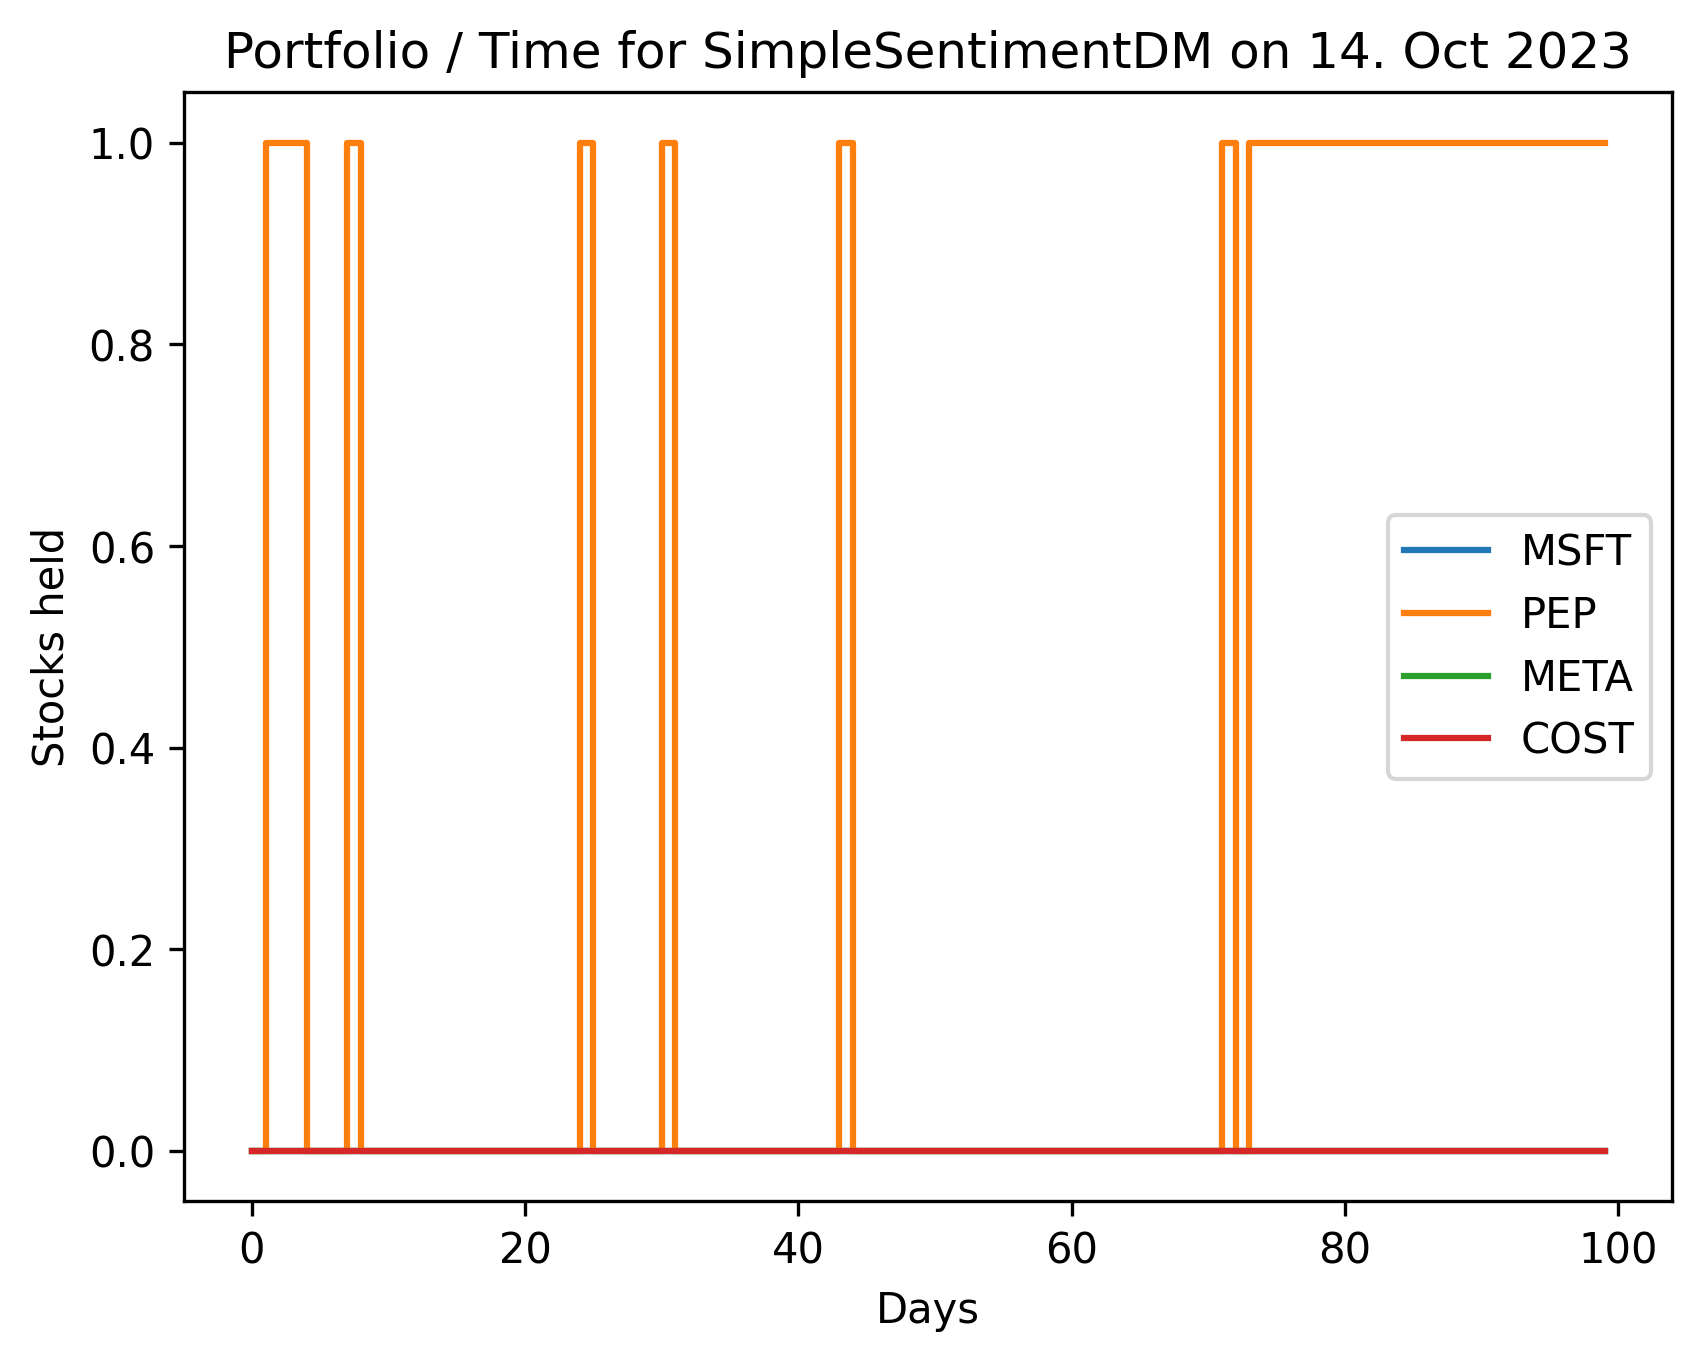 Portfolio / Time for SimpleSentimentDM on 14. Oct 2023
1.0
0.8
0.6
0.4
0.2
0.0
Stocks held
MSFT
PEP
META
COST
0 20 40 60 80 100
Days